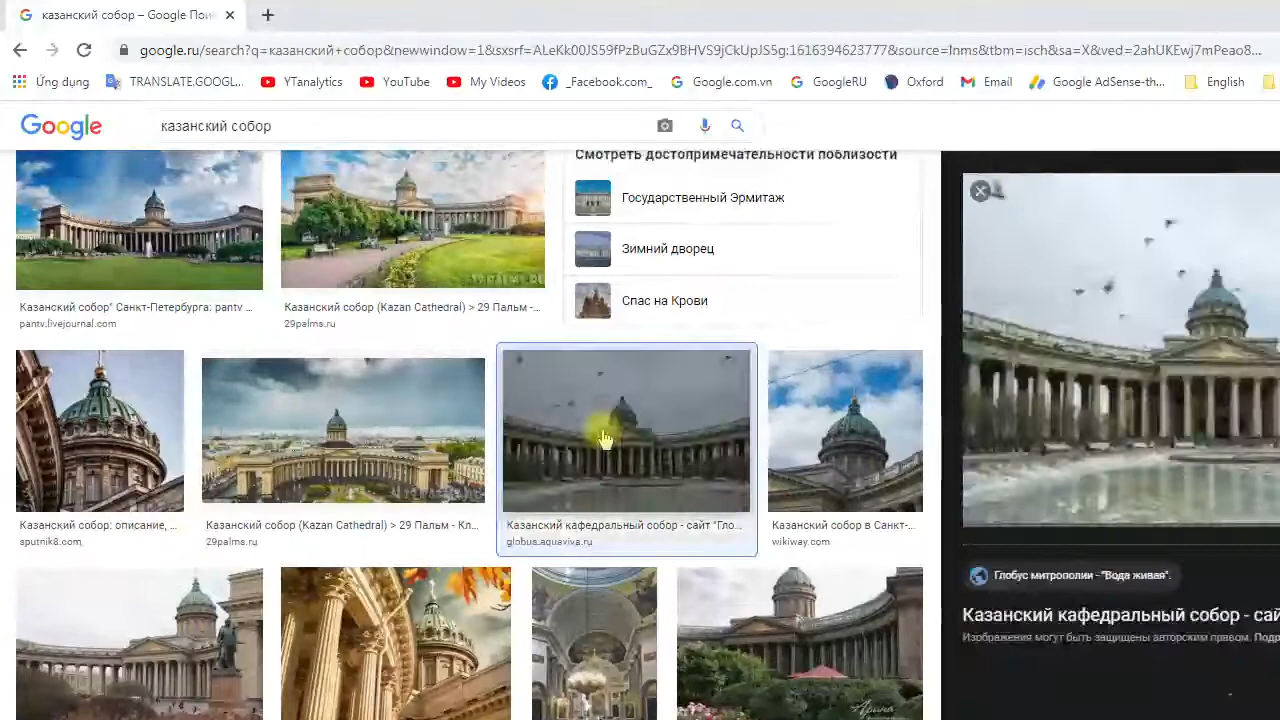 казанский собор – Google Пои
google.ru/search?q=казанский+собор&newwindow=1&sxsrf=ALeKk00JS59fPzBuGZx9BHVS9jCkUpJS5g:1616394623777&source=lnms&tbm=isch&sa=X&ved=2ahUKEwj7mPeao8...
Ứng dụng TRANSLATE.GOOGL... YTanalytics YouTube My Videos _Facebook.com_ Google.com.vn GoogleRU Oxford Email Google AdSense-th... English
Google казанский собор
Смотреть достопримечательности поблизости
Государственный Эрмитаж
Зимний дворец
Спас на Крови
29PALMS.RU
Казанский собор" Санкт-Петербурга: pantv ... Казанский собор (Kazan Cathedral) > 29 Пальм -...
pantv.livejournal.com 29palms.ru
Казанский собор: описание, ... Казанский собор (Kazan Cathedral) > 29 Пальм - Кл... Казанский кафедральный собор - сайт "Гло... Казанский собор в Санкт-...
sputnik8.com 29palms.ru globus.aquaviva.ru wikiway.com
Глобус митрополии - "Вода живая".
Казанский кафедральный собор - сай
Изображения могут быть защищены авторским правом. Подр